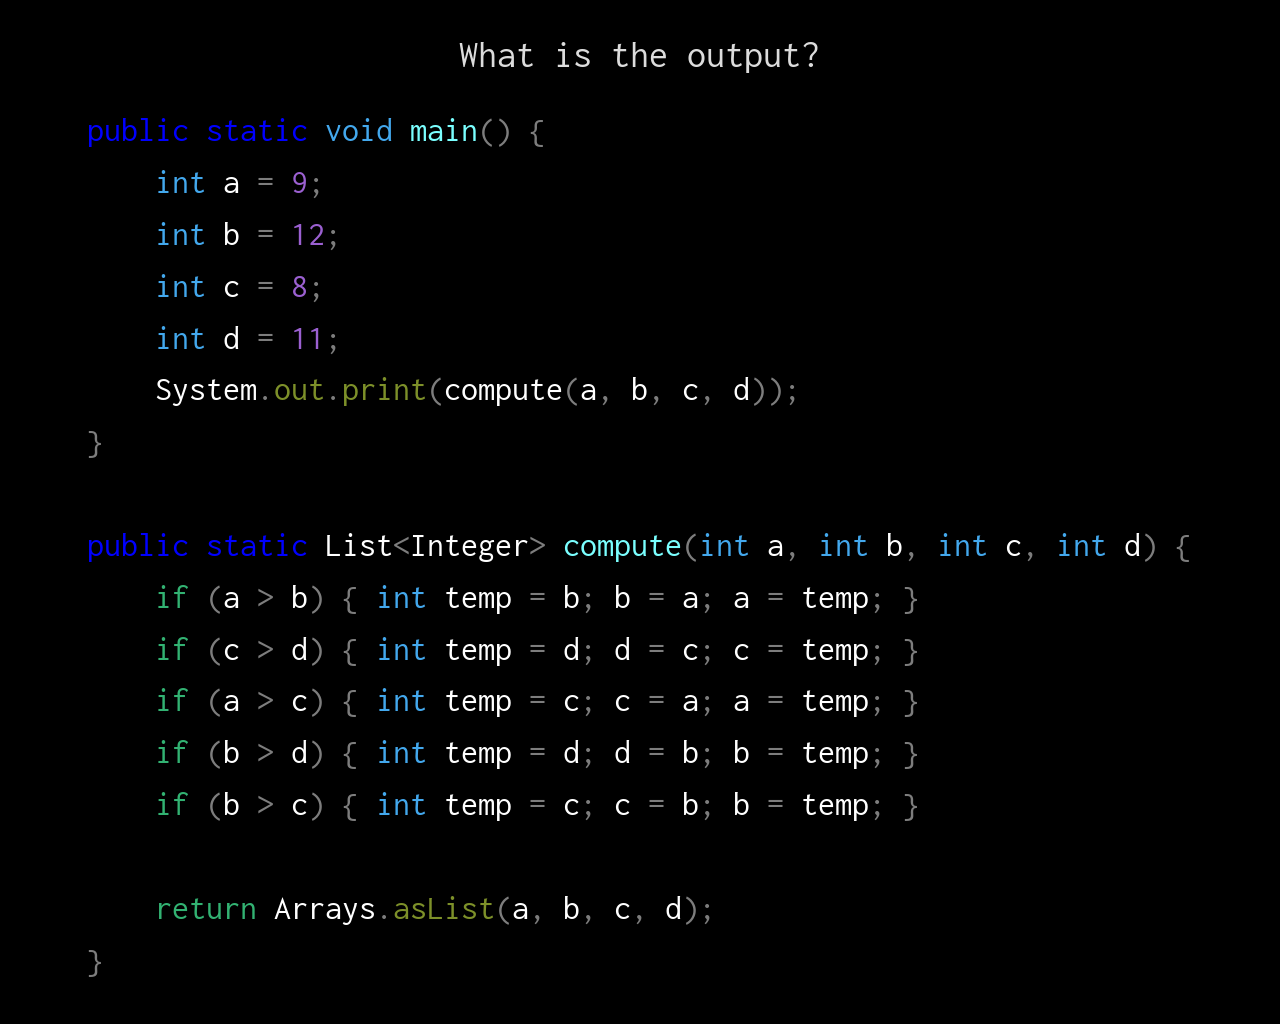 What is the output?
public static void main() {
    int a = 9;
    int b = 12;
    int c = 8;
    int d = 11;
    System.out.print(compute(a, b, c, d));
}
public static List<Integer> compute(int a, int b, int c, int d) {
    if (a > b) { int temp = b; b = a; a = temp; }
    if (c > d) { int temp = d; d = c; c = temp; }
    if (a > c) { int temp = c; c = a; a = temp; }
    if (b > d) { int temp = d; d = b; b = temp; }
    if (b > c) { int temp = c; c = b; b = temp; }
    return Arrays.asList(a, b, c, d);
}